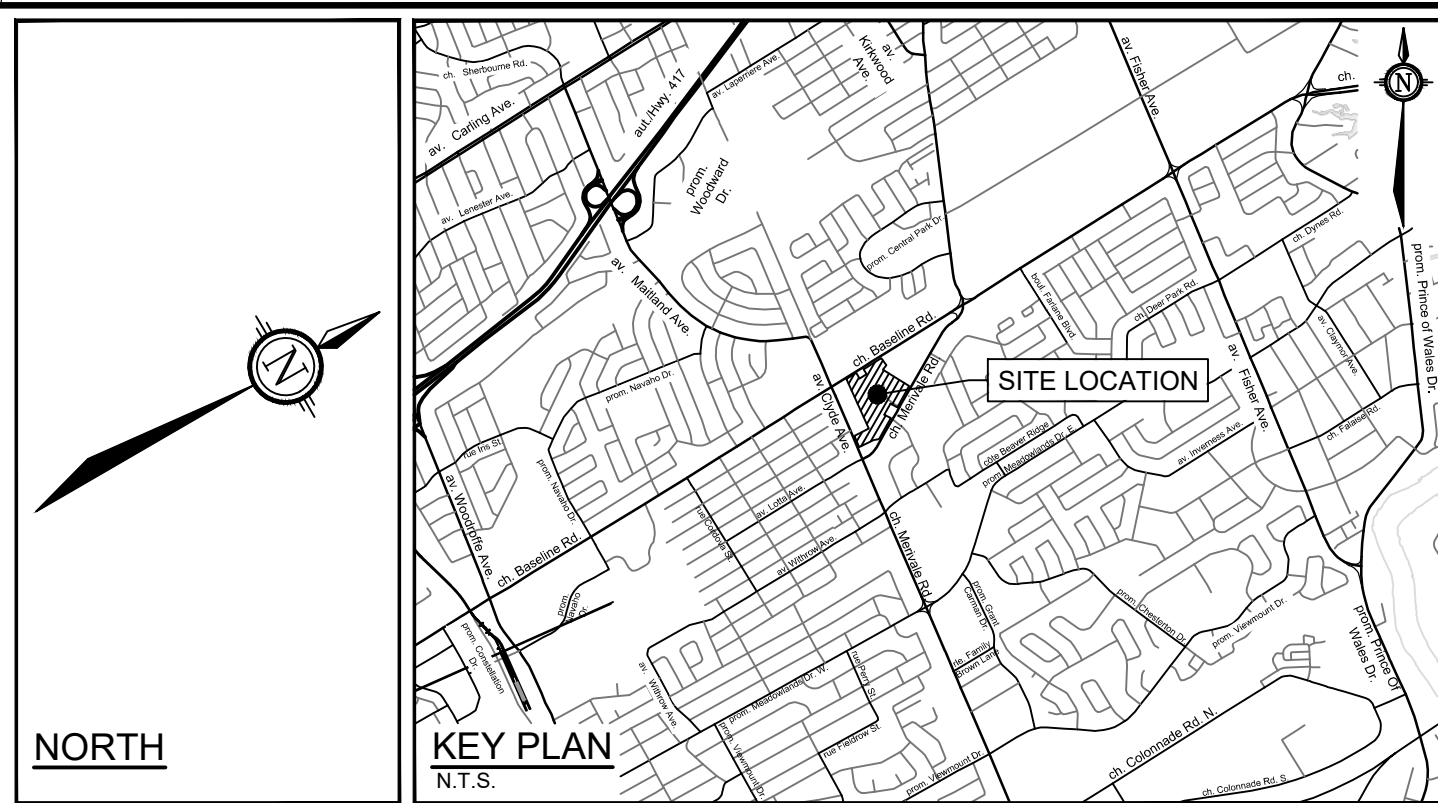 N
NORTH
ch. Sherbourne Rd.
av. Carling Ave.
aut./Hwy. 417
av. Laperriere Ave.
av.
Kirkwood
Ave.
av. Fisher Ave.
ch.
N
av. Lenester Ave.
prom.
Woodward
Dr.
prom. Central Park Dr.
ch. Dynes Rd.
av. Maitland Ave.
boul. Farlane Blvd.
ch. Deer Park Rd.
prom. Prince of Wales Dr.
ch. Baseline Rd.
av. Claymor Ave.
prom. Navaho Dr.
av. Clyde Ave.
ch. Merivale Rd
SITE LOCATION
av. Fisher Ave.
rue Iris St.
côte Beaver Ridge
prom. Meadowlands Dr. E.
av. Inverness Ave.
ch. Falaise Rd.
prom. Navaho Dr.
av. Woodroffe Ave.
av. Lotta Ave.
rue Cordova St.
ch. Baseline Rd.
av. Withrow Ave.
ch. Merivale Rd.
prom.
Navaho
Dr.
prom. Grant
Carman Dr.
prom. Chesterton Dr.
prom. Viewmount Dr.
prom. Constellation
Dr.
rle. Family
Brown Lane
prom. Prince Of
Wales Dr.
av. Withrow Ave.
prom. Meadowlands Dr. W.
rue Perry St.
prom. Viewmount Dr.
rue Fieldrow St.
prom. Viewmount Dr.
ch. Colonnade Rd. N.
ch. Colonnade Rd. S
KEY PLAN
N.T.S.